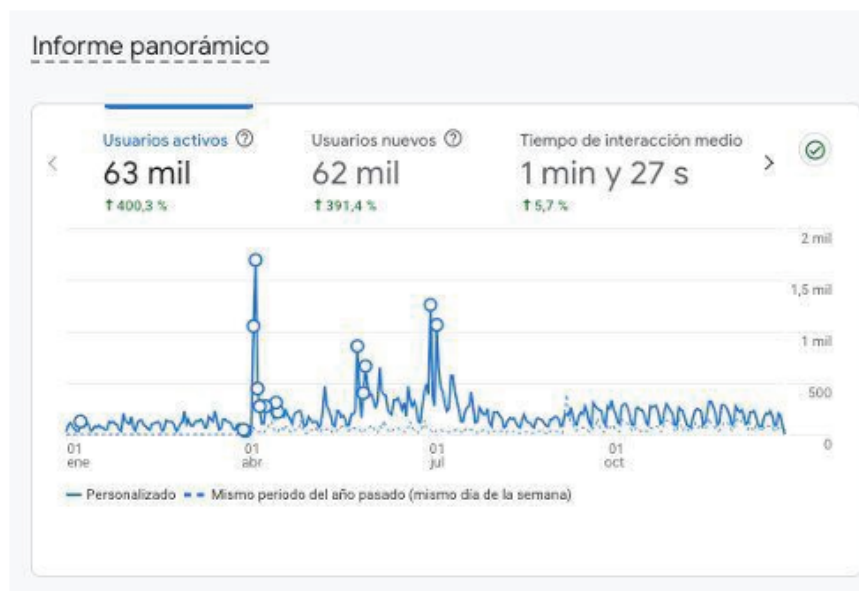 Informe panorámico
Usuarios activos
63 mil
↑ 400,3 %
Usuarios nuevos
62 mil
↑ 391,4 %
Tiempo de interacción medio
1 min y 27 s
↑ 5,7 %
2 mil
1,5 mil
1 mil
500
0
01 ene
01 abr
01 jul
01 oct
Personalizado
Mismo periodo del año pasado (mismo día de la semana)